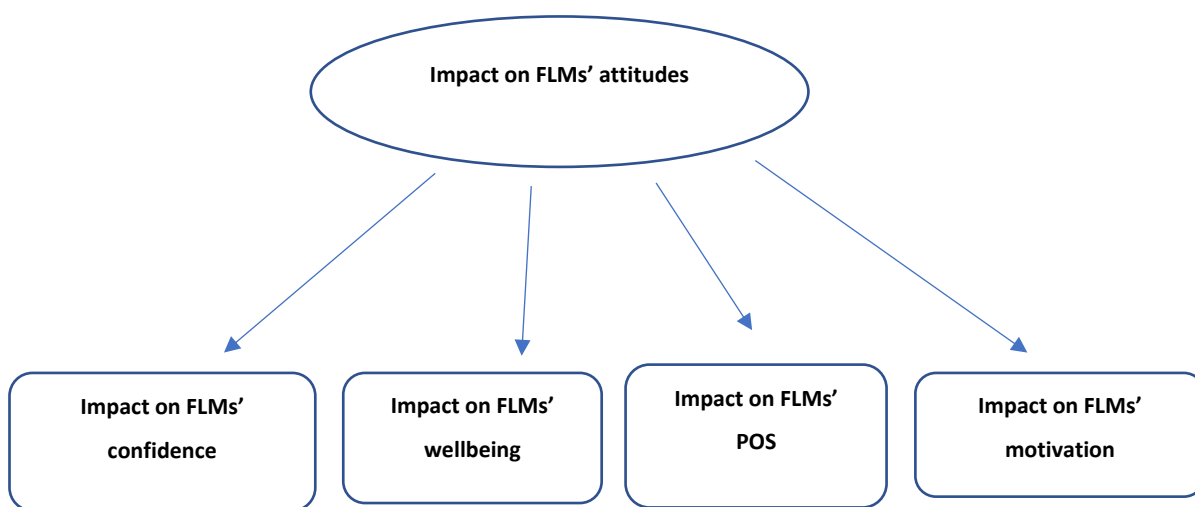 Impact on FLMs’ attitudes
Impact on FLMs’
confidence
Impact on FLMs’
wellbeing
Impact on FLMs’
POS
Impact on FLMs’
motivation